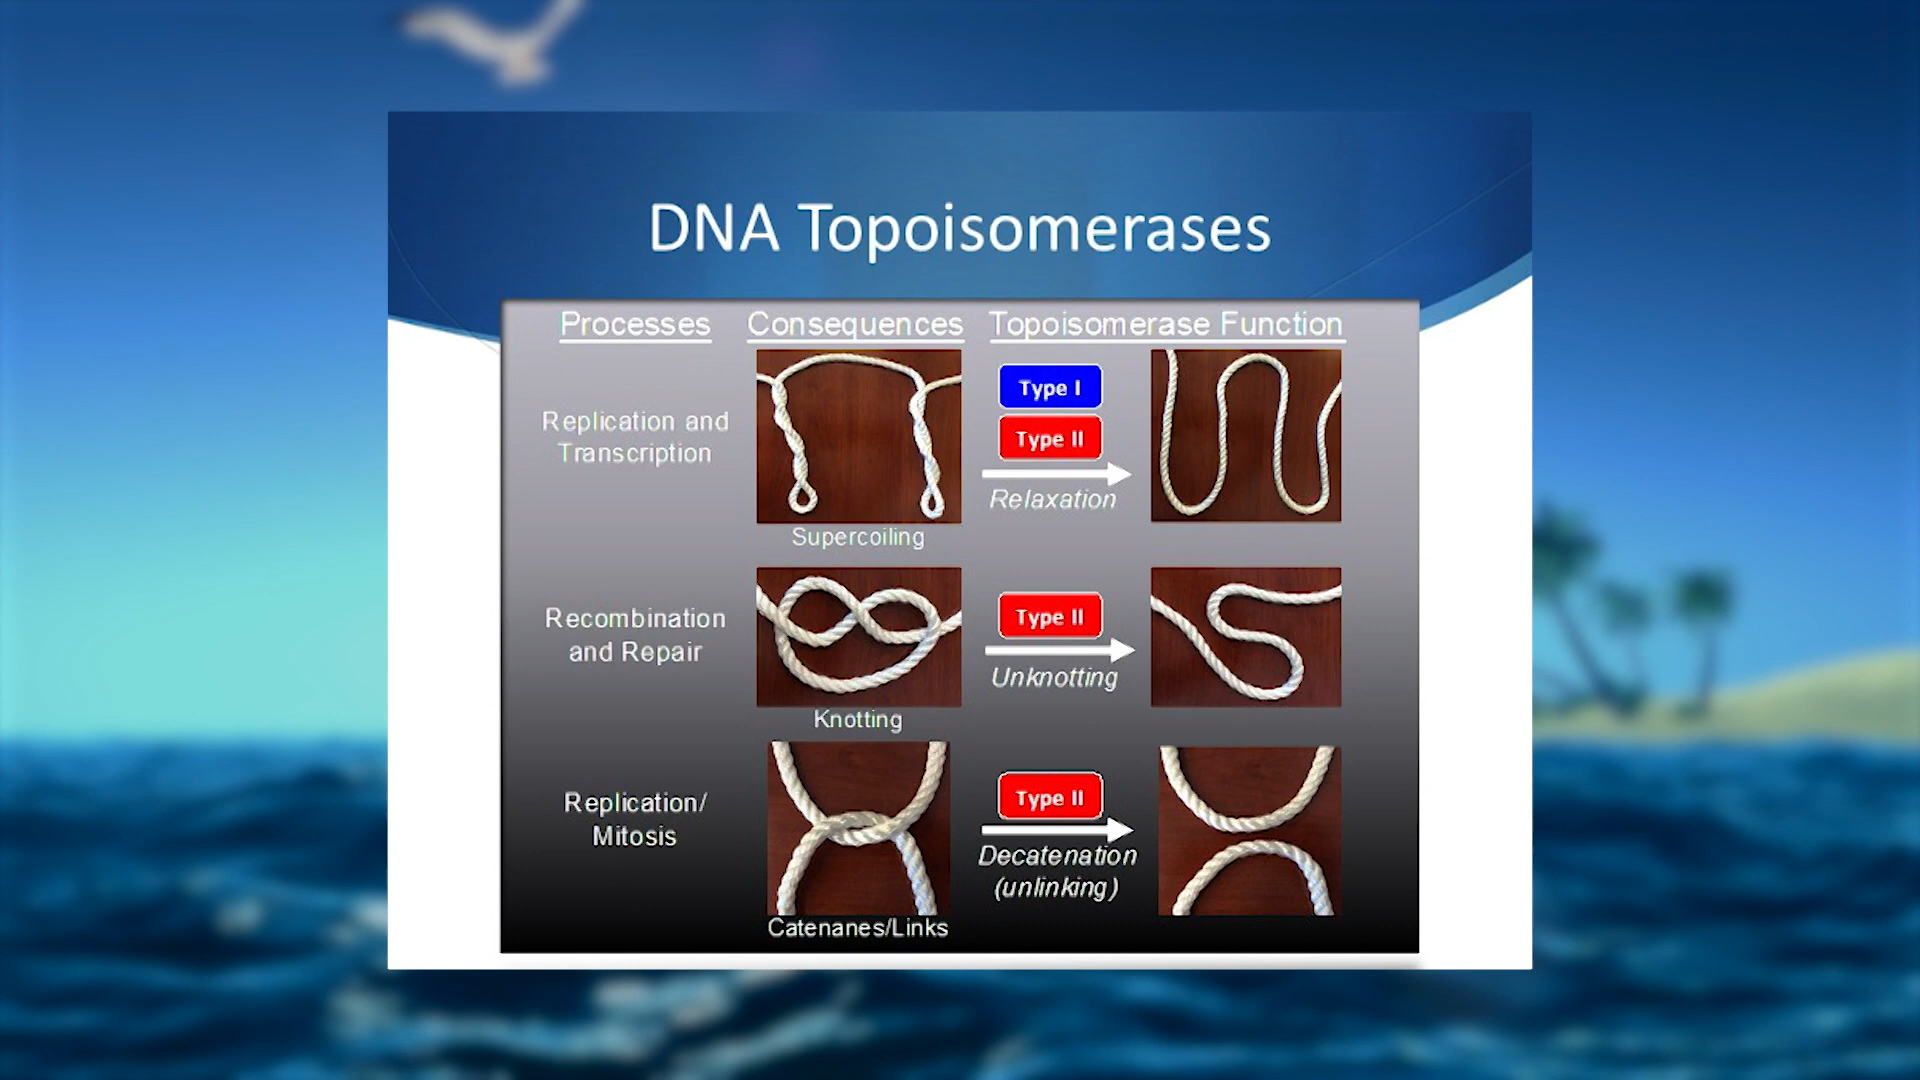 DNA Topoisomerases
Processes Consequences Topoisomerase Function
Replication and
Transcription
Supercoiling
Type I
Type II
Relaxation
Recombination
and Repair
Knotting
Type II
Unknotting
Replication/
Mitosis
Catenanes/Links
Type II
Decatenation
(unlinking)